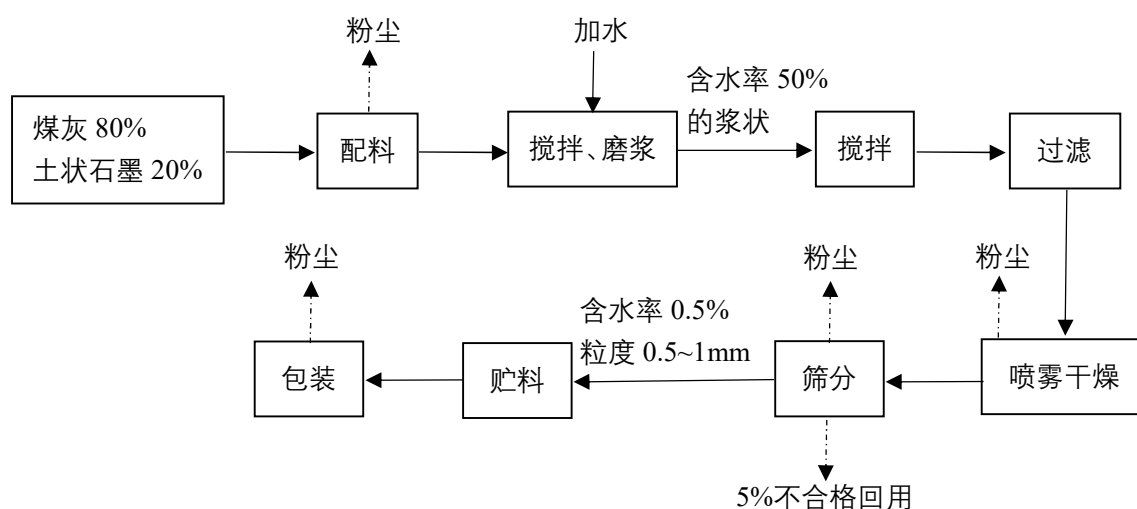 粉尘
加水
煤灰 80%
土状石墨 20%
配料
搅拌、磨浆
含水率 50%
的浆状
搅拌
过滤
粉尘
粉尘
粉尘
包装
贮料
含水率 0.5%
粒度 0.5~1mm
筛分
喷雾干燥
5%不合格回用